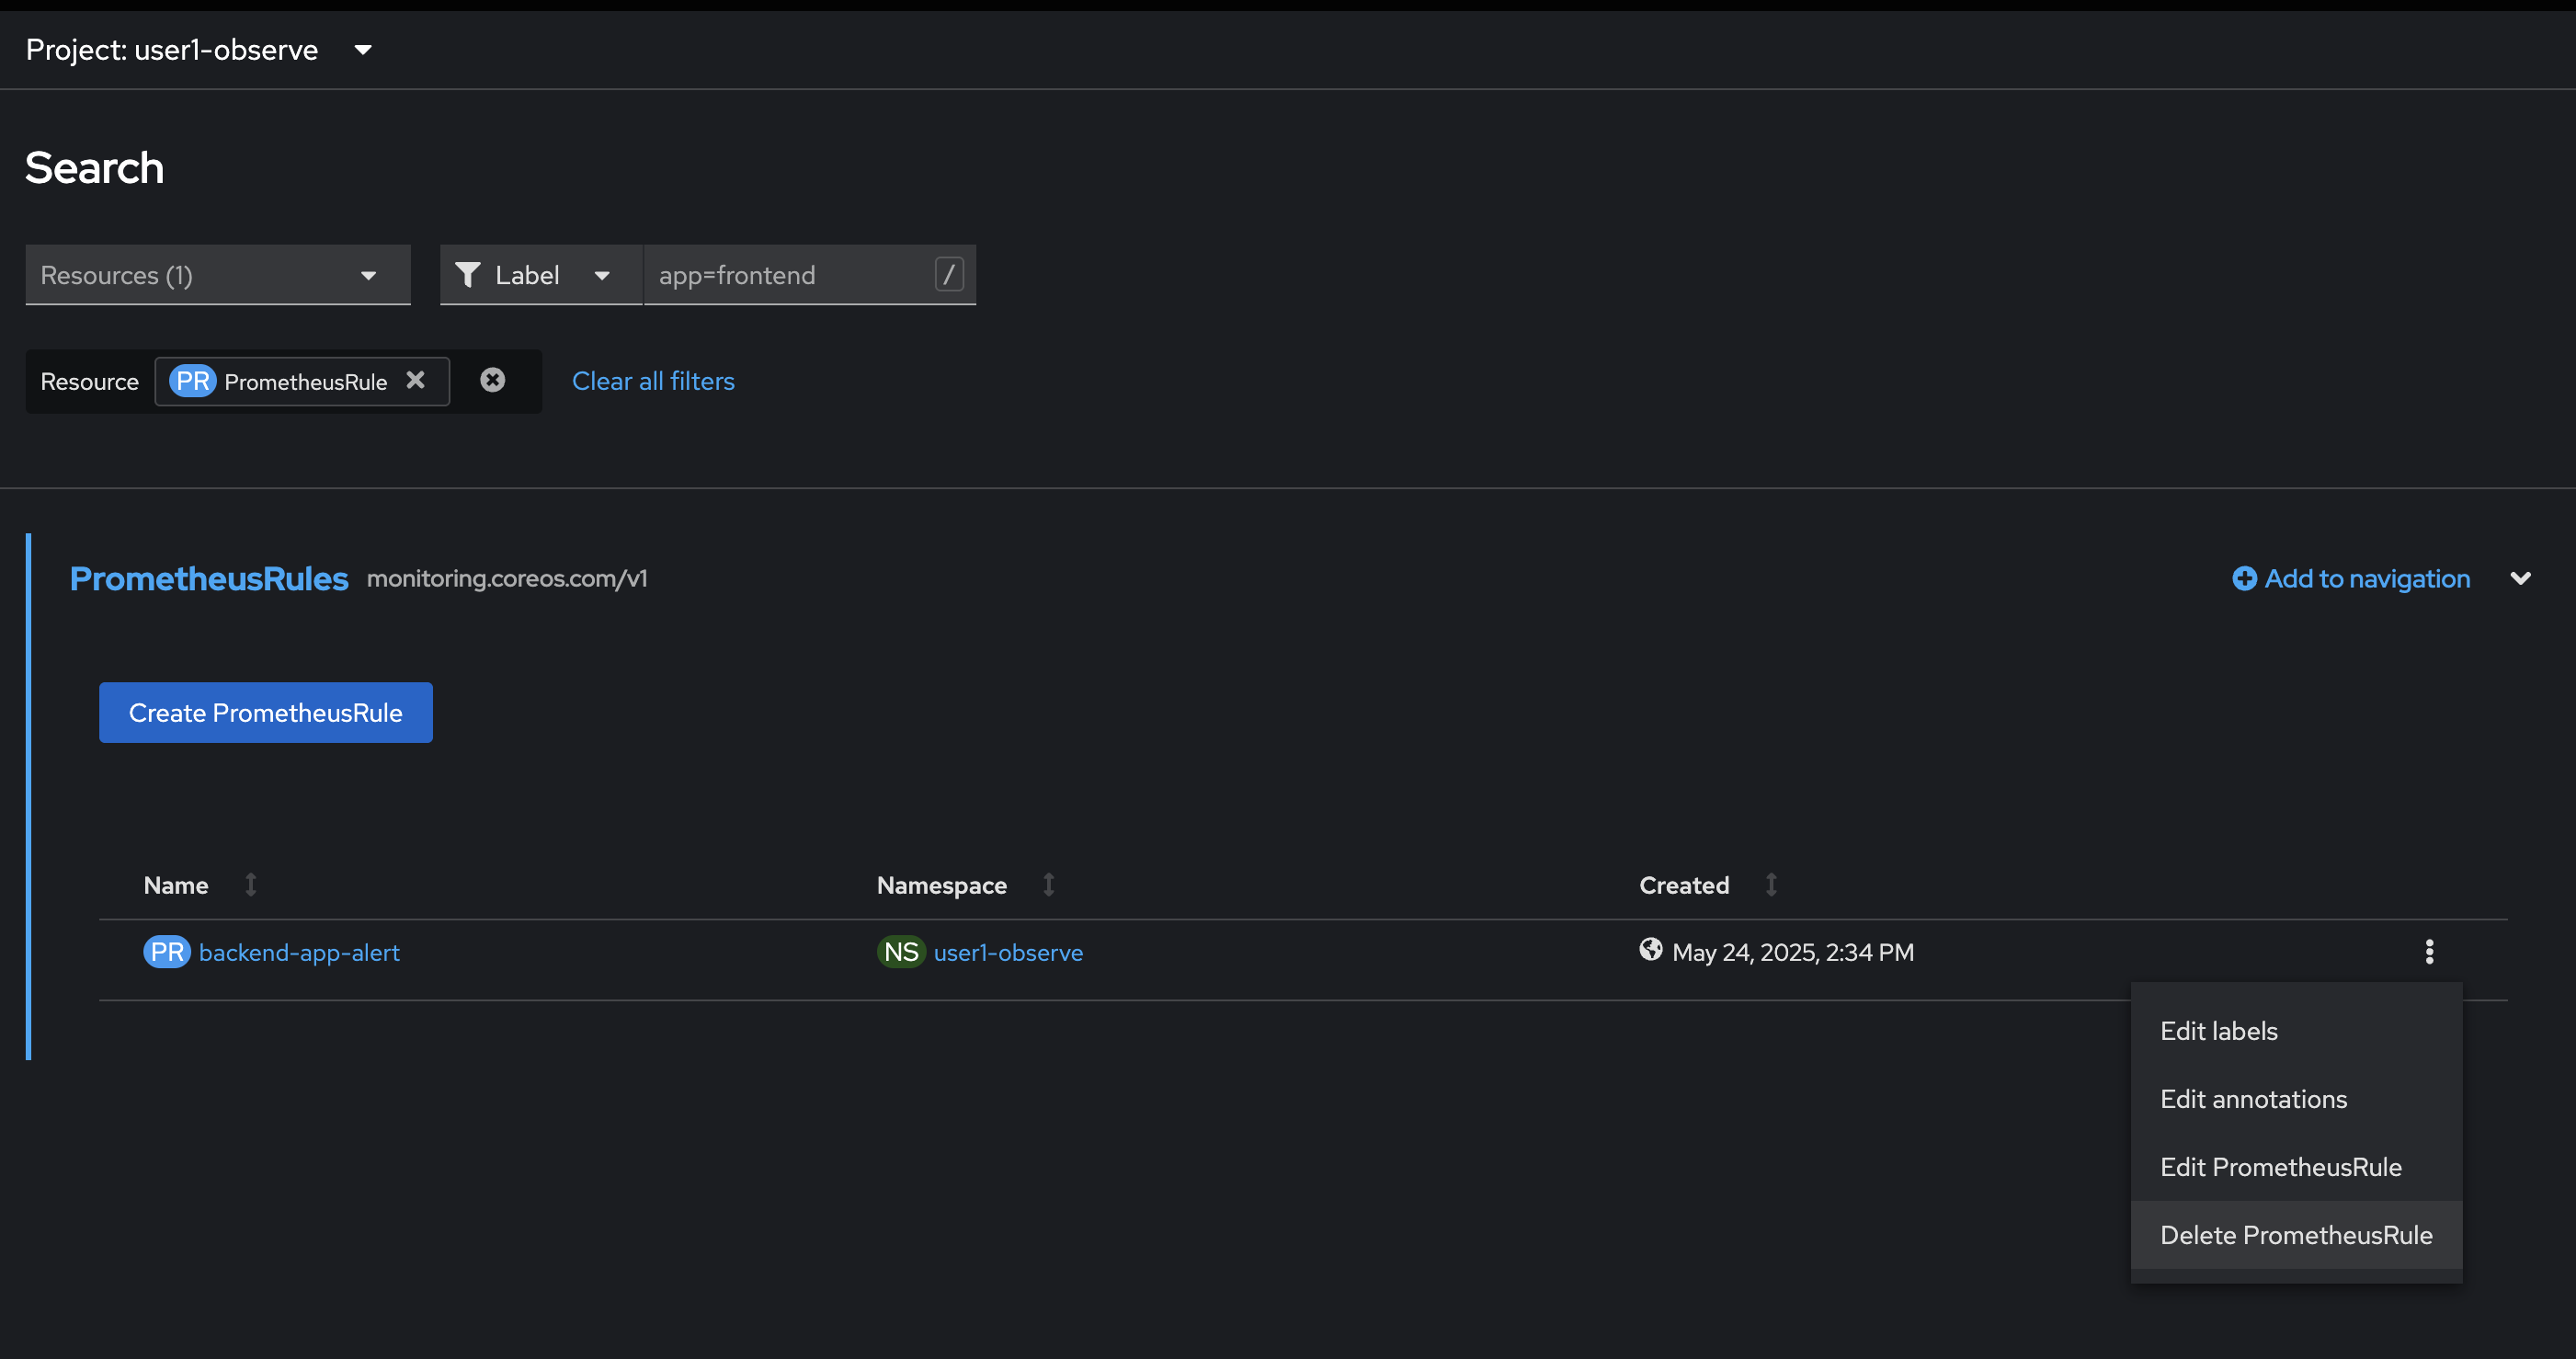 Project: user1-observe
Search
Resources (1) Label app=frontend /
Resource PR PrometheusRule Clear all filters
PrometheusRules monitoring.coreos.com/v1 Add to navigation
Create PrometheusRule
Name Namespace Created
PR backend-app-alert NS user1-observe May 24, 2025, 2:34 PM
Edit labels
Edit annotations
Edit PrometheusRule
Delete PrometheusRule